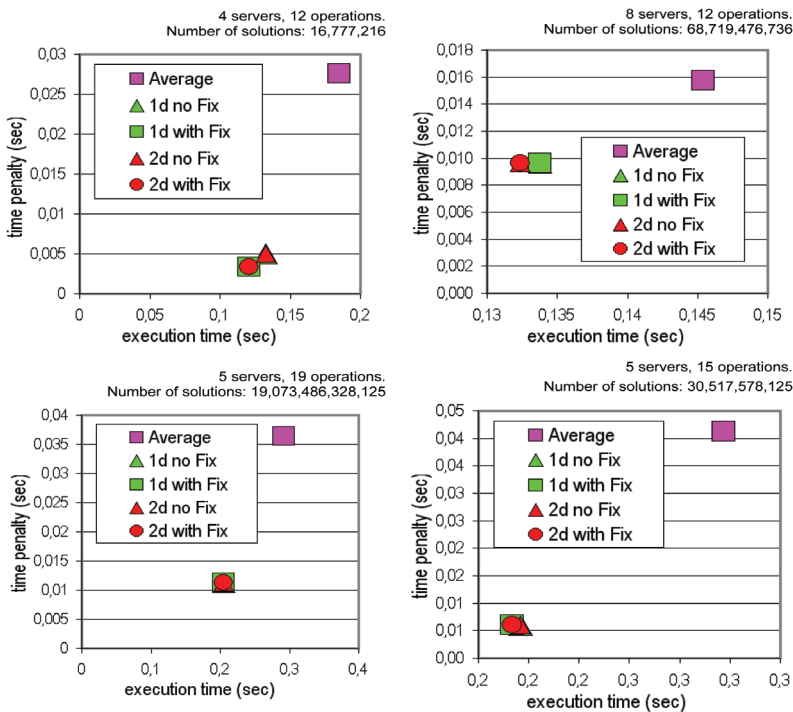 4 servers, 12 operations.
Number of solutions: 16,777,216
0,03
0,025
0,02
0,015
0,01
0,005
0
time penalty (sec)
Average
1d no Fix
1d with Fix
2d no Fix
2d with Fix
0 0,05 0,1 0,15 0,2
execution time (sec)
8 servers, 12 operations.
Number of solutions: 68,719,476,736
0,018
0,016
0,014
0,012
0,010
0,008
0,006
0,004
0,002
0,000
time penalty (sec)
Average
1d no Fix
1d with Fix
2d no Fix
2d with Fix
0,13 0,135 0,14 0,145 0,15
execution time (sec)
5 servers, 19 operations.
Number of solutions: 19,073,486,328,125
0,04
0,035
0,03
0,025
0,02
0,015
0,01
0,005
0
time penalty (sec)
Average
1d no Fix
1d with Fix
2d no Fix
2d with Fix
0 0,1 0,2 0,3 0,4
execution time (sec)
5 servers, 15 operations.
Number of solutions: 30,517,578,125
0,05
0,04
0,04
0,03
0,03
0,02
0,02
0,01
0,01
0,00
time penalty (sec)
Average
1d no Fix
1d with Fix
2d no Fix
2d with Fix
0,2 0,2 0,2 0,3 0,3 0,3 0,3
execution time (sec)